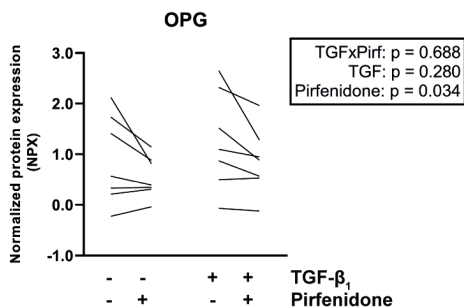 OPG
TGFxPirf: p = 0.688
TGF: p = 0.280
Pirfenidone: p = 0.034
Normalized protein expression
(NPX)
3.0
2.0
1.0
0.0
-1.0
- - + + TGF-β₁
- + - + Pirfenidone